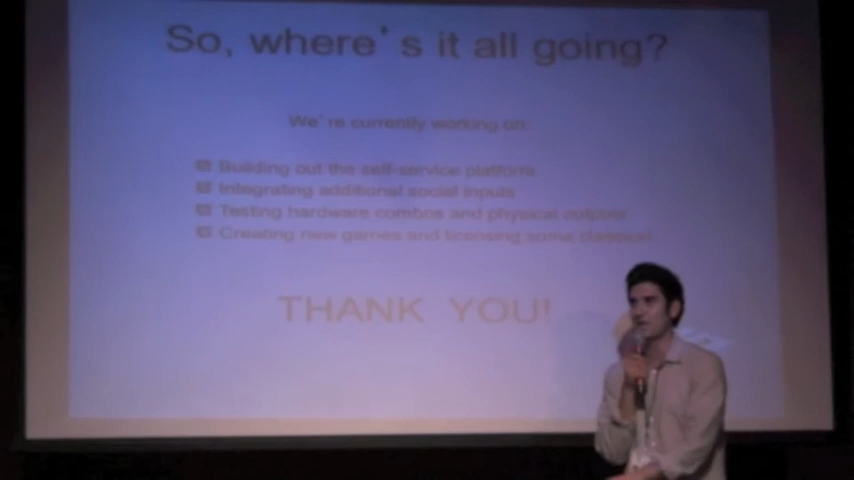 So, where's it all going?
We're currently working on:
Building out the self-service platform
Integrating additional social inputs
Testing hardware combos and physical outputs
Creating new games and licensing some classics!
THANK YOU!